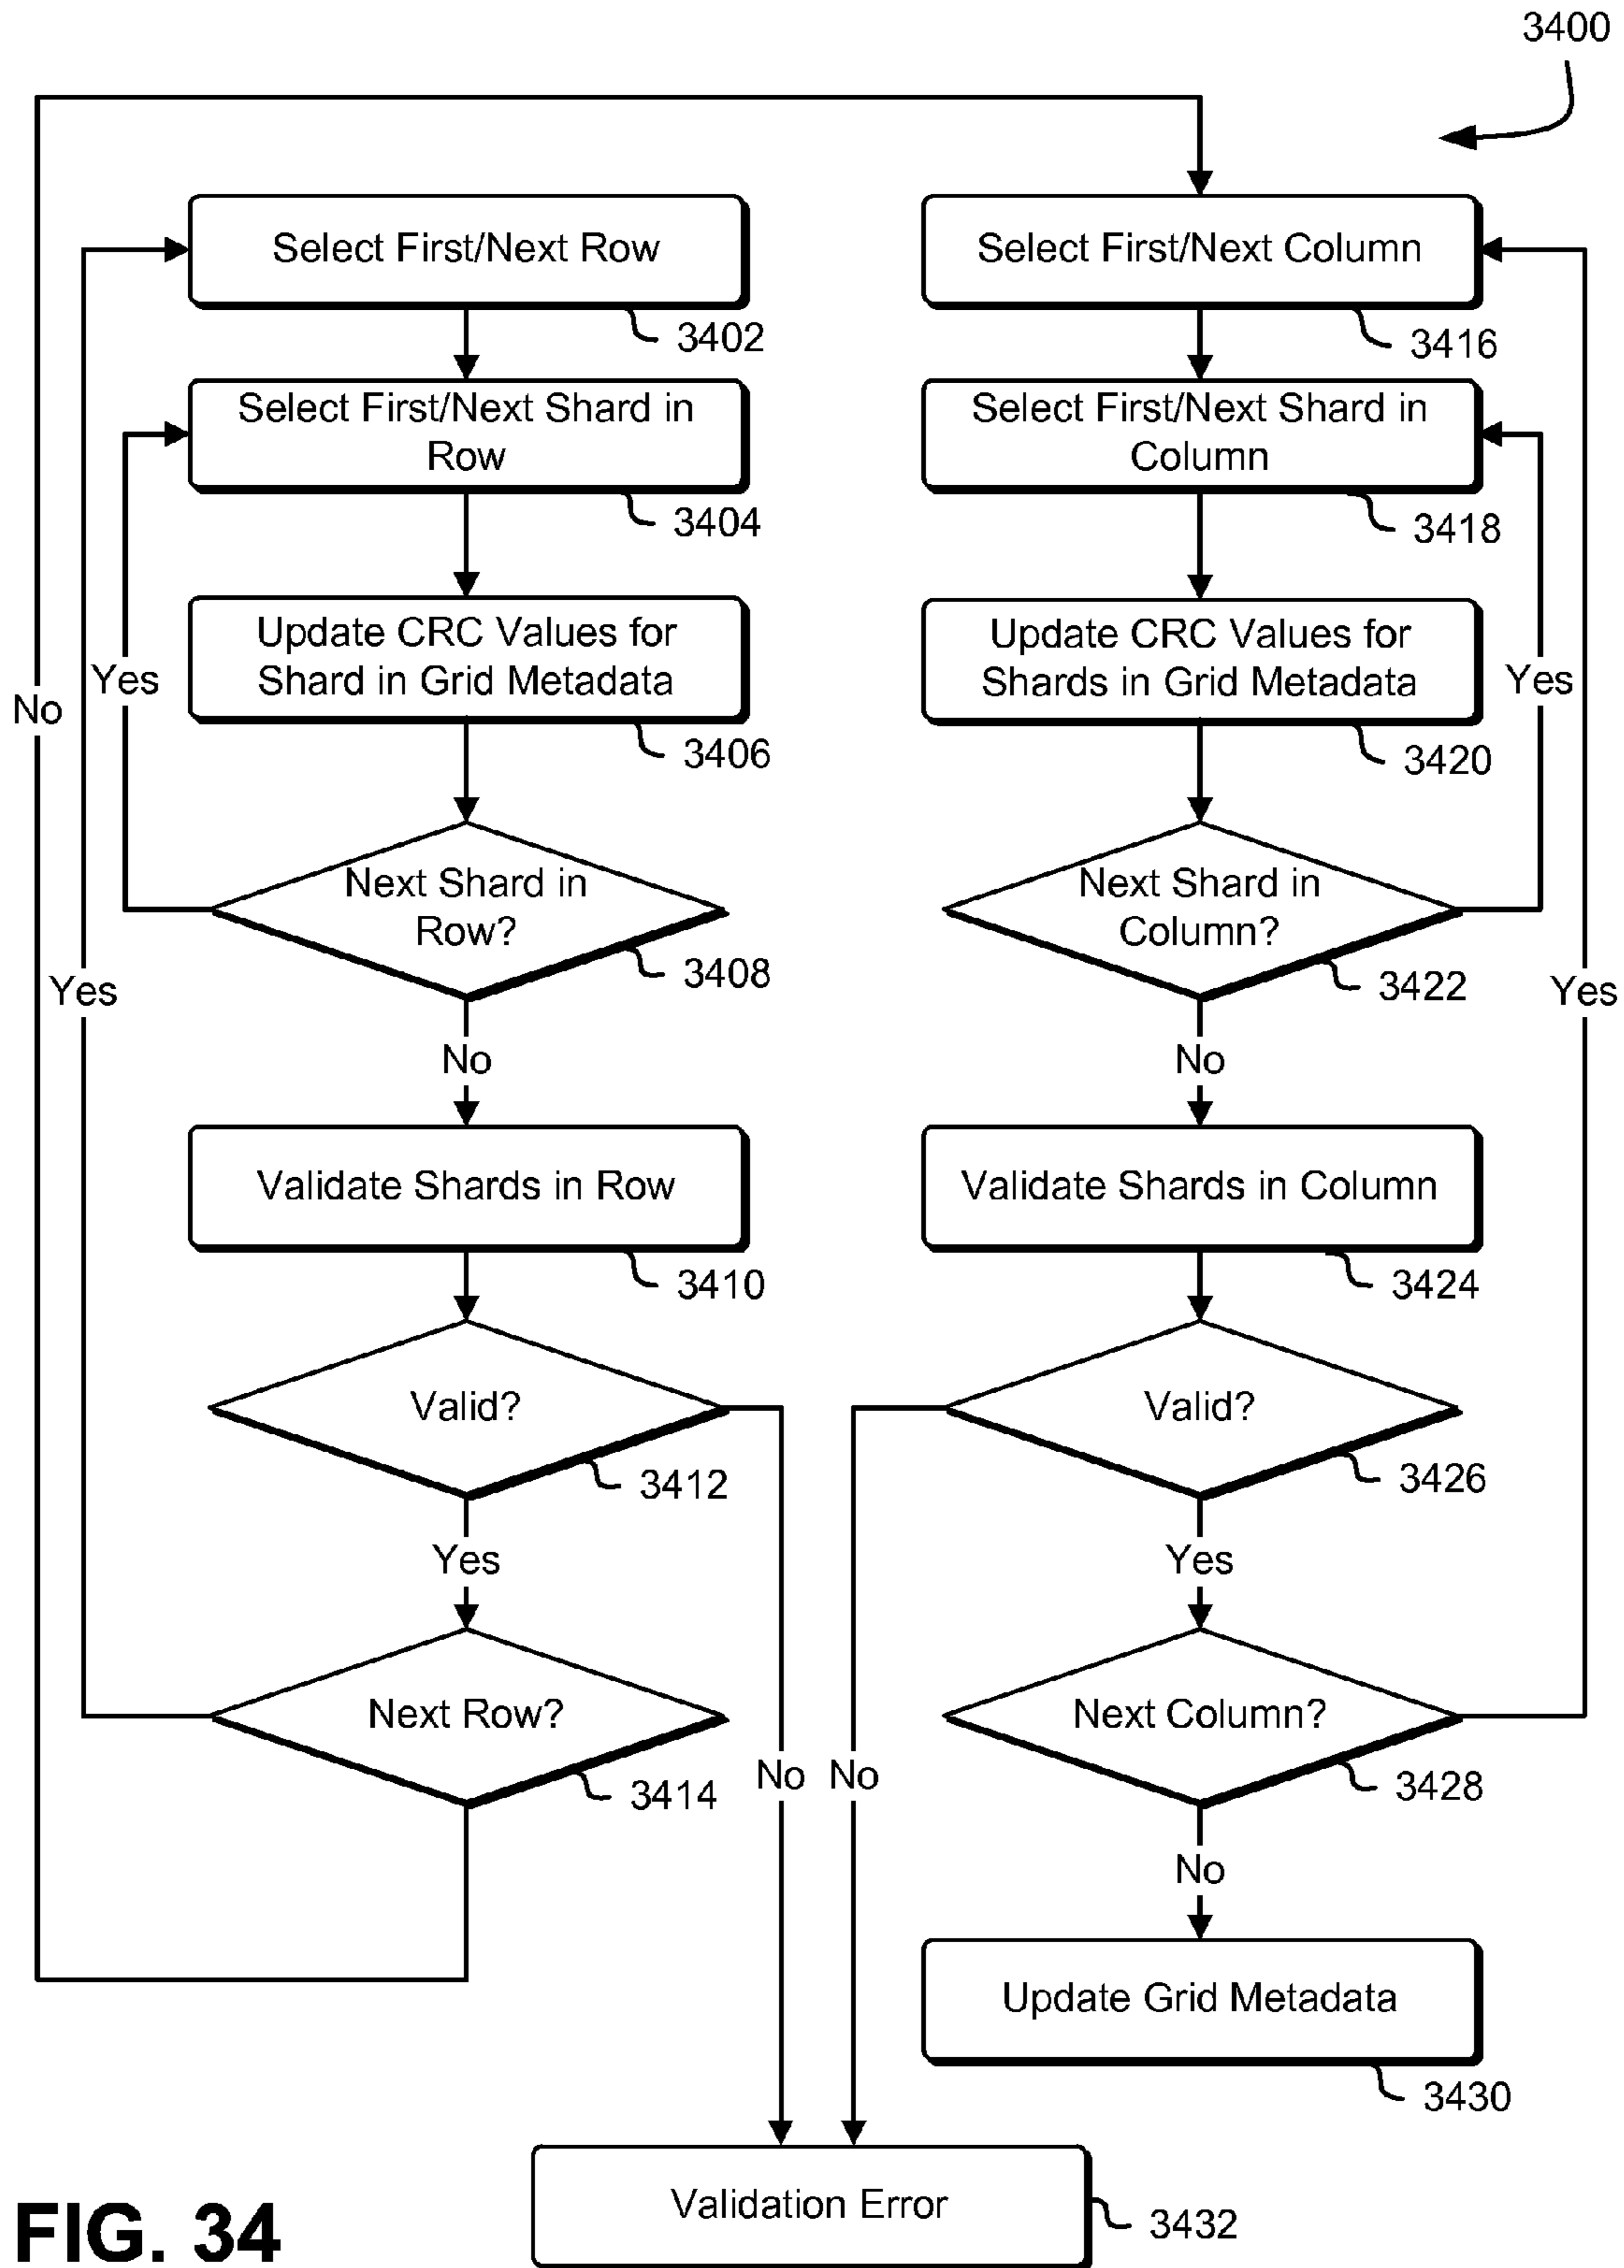 3400
Select First/Next Row
3402
Select First/Next Shard in
Row
3404
Update CRC Values for
Shard in Grid Metadata
3406
Yes
No
Next Shard in
Row?
3408
Yes
No
Validate Shards in Row
3410
Valid?
3412
Yes
Next Row?
3414
No
Select First/Next Column
3416
Select First/Next Shard in
Column
3418
Update CRC Values for
Shards in Grid Metadata
3420
Yes
Next Shard in
Column?
3422
Yes
No
Validate Shards in Column
3424
Valid?
3426
Yes
Next Column?
3428
No
No
Update Grid Metadata
3430
Validation Error
3432
FIG. 34